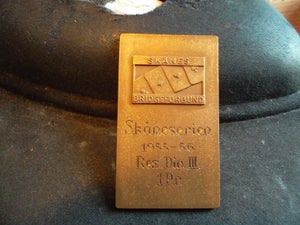 SKÅNES
BRIDGEFÖRBUND
Skåneserien
1955-56
Res. Div. III
1 Pr.